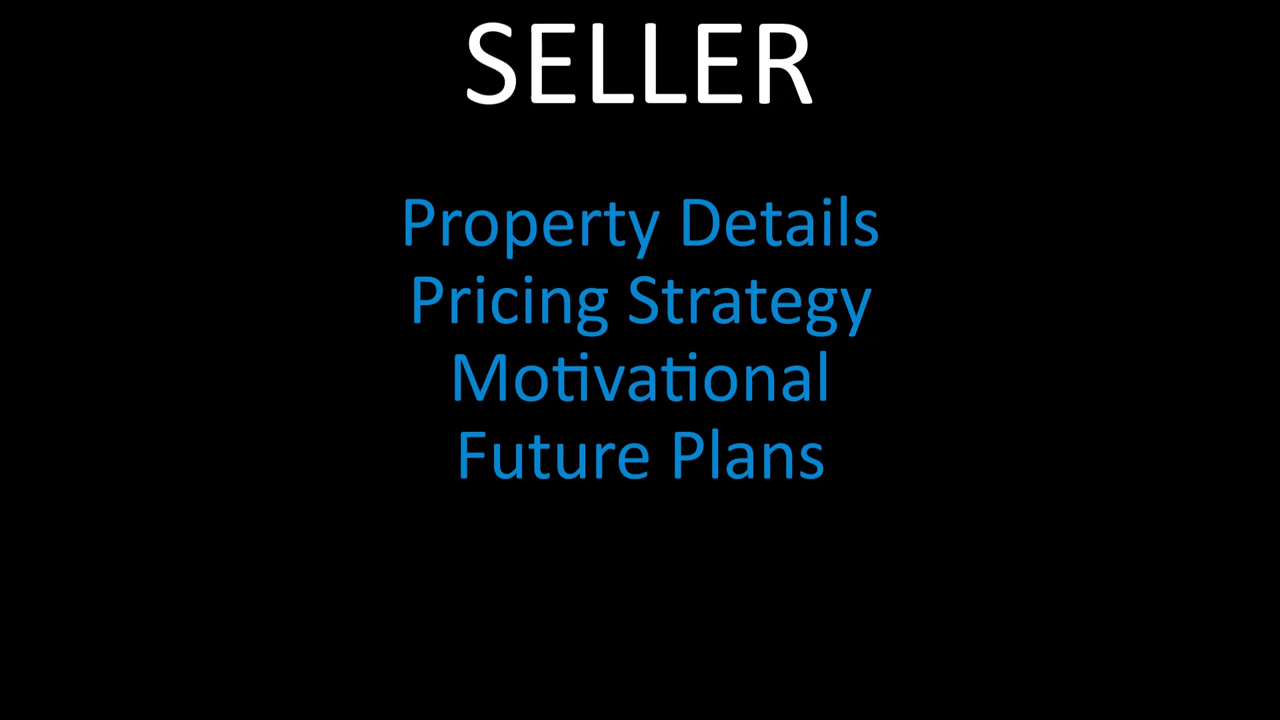 SELLER
Property Details
Pricing Strategy
Motivational
Future Plans